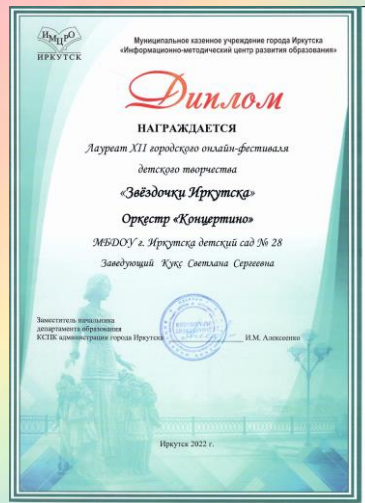 ИМЦРО
ИРКУТСК
Муниципальное казенное учреждение города Иркутска
«Информационно-методический центр развития образования»
Диплом
НАГРАЖДАЕТСЯ
Лауреат XII городского онлайн-фестиваля
детского творчества
«Звёздочки Иркутска»
Оркестр «Концертино»
МБДОУ г. Иркутска детский сад № 28
Заведующий Кукс Светлана Сергеевна
Заместитель начальника
департамента образования
КСПК администрации города Иркутска И.М. Алексеенко
Иркутск 2022 г.